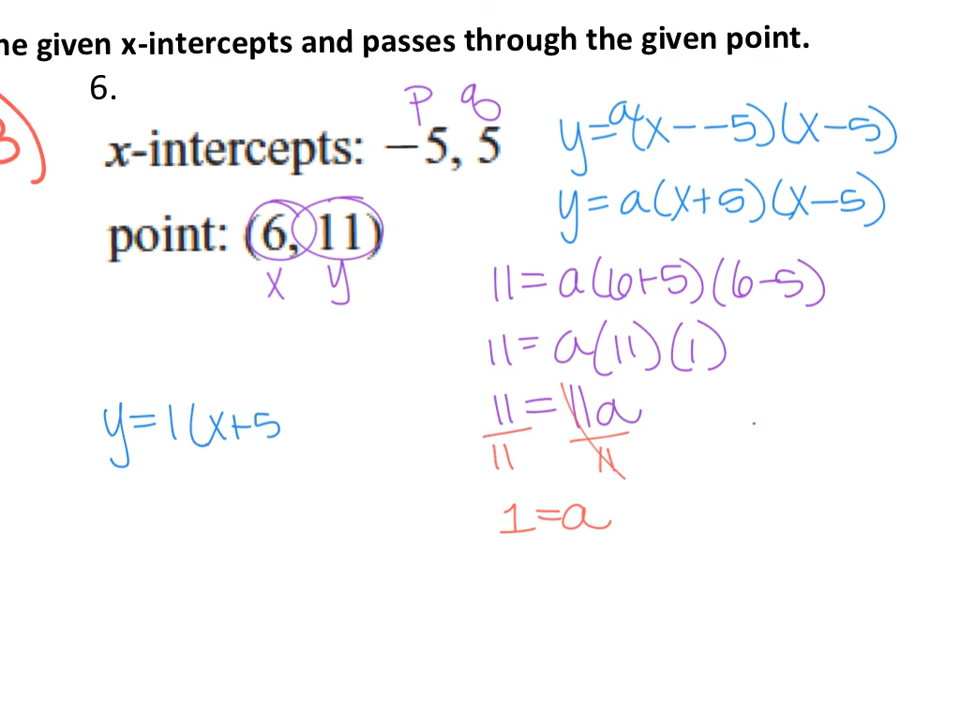 he given x-intercepts and passes through the given point.
6.
3)
p q
x-intercepts: −5, 5
y=a(x--5)(x-5)
y=a(x+5)(x-5)
point: (6, 11)
x y
11=a(6+5)(6-5)
11=a(11)(1)
y=1(x+5
11=11a
11 11
1=a